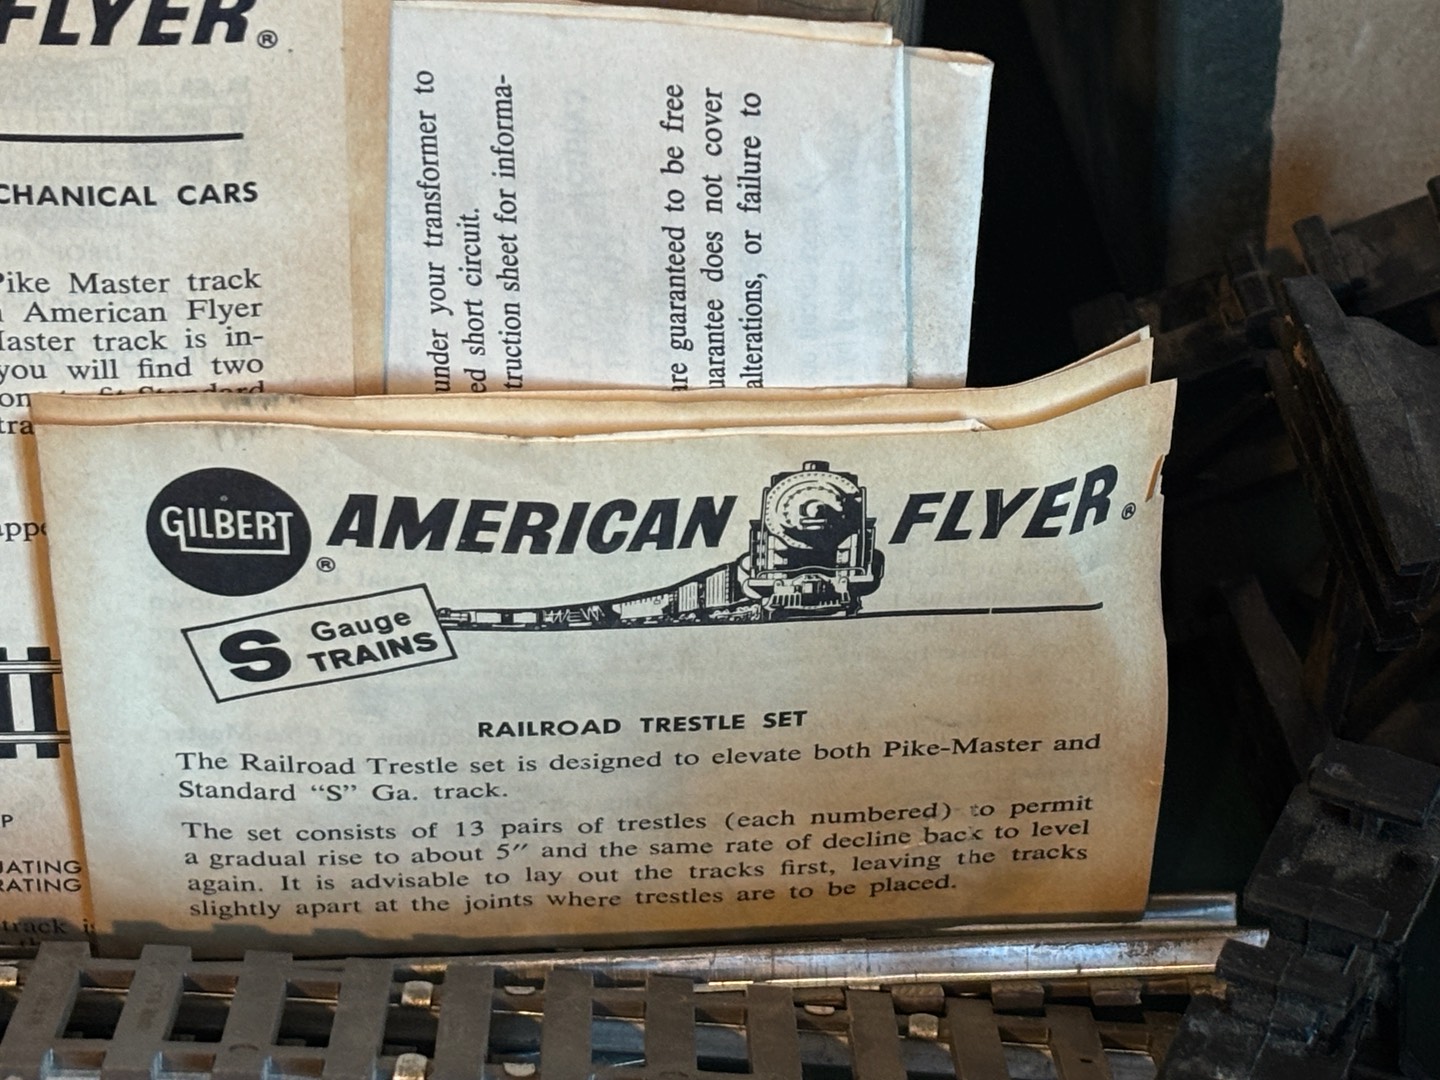 FLYER®
CHANICAL CARS
Pike Master track
American Flyer
Master track is in-
you will find two
Standard
tra
under your transformer to
ed short circuit.
truction sheet for informa-
are guaranteed to be free
uarantee does not cover
alterations, or failure to
GILBERT® AMERICAN FLYER®
S Gauge
TRAINS
RAILROAD TRESTLE SET
The Railroad Trestle set is designed to elevate both Pike-Master and
Standard “S” Ga. track.
The set consists of 13 pairs of trestles (each numbered) to permit
a gradual rise to about 5″ and the same rate of decline back to level
again. It is advisable to lay out the tracks first, leaving the tracks
slightly apart at the joints where trestles are to be placed.
P
UATING
RATING
track i